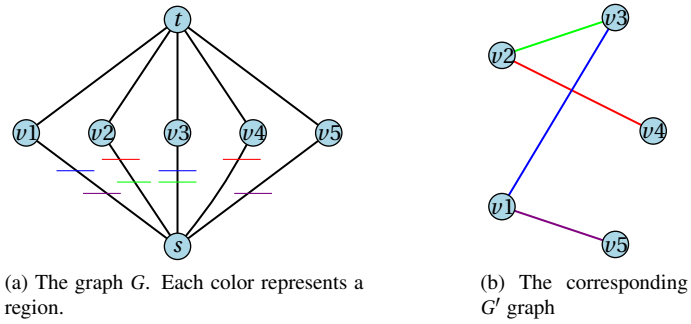 t
v3
v2
v1 v2 v3 v4 v5
v4
v1
s
v5
(a) The graph G. Each color represents a
region.
(b) The corresponding
G′ graph